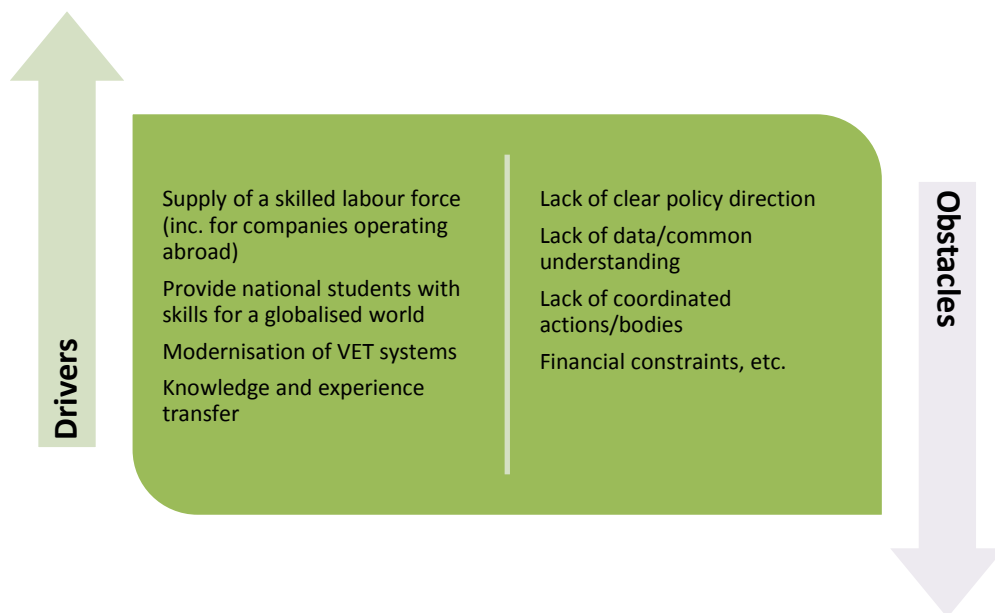 Drivers
Supply of a skilled labour force
(inc. for companies operating
abroad)
Provide national students with
skills for a globalised world
Modernisation of VET systems
Knowledge and experience
transfer
Lack of clear policy direction
Lack of data/common
understanding
Lack of coordinated
actions/bodies
Financial constraints, etc.
Obstacles